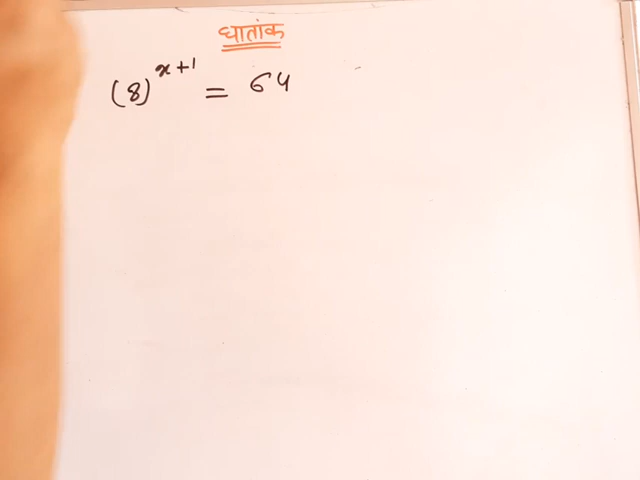 घातांक
(8)^{x+1} = 64